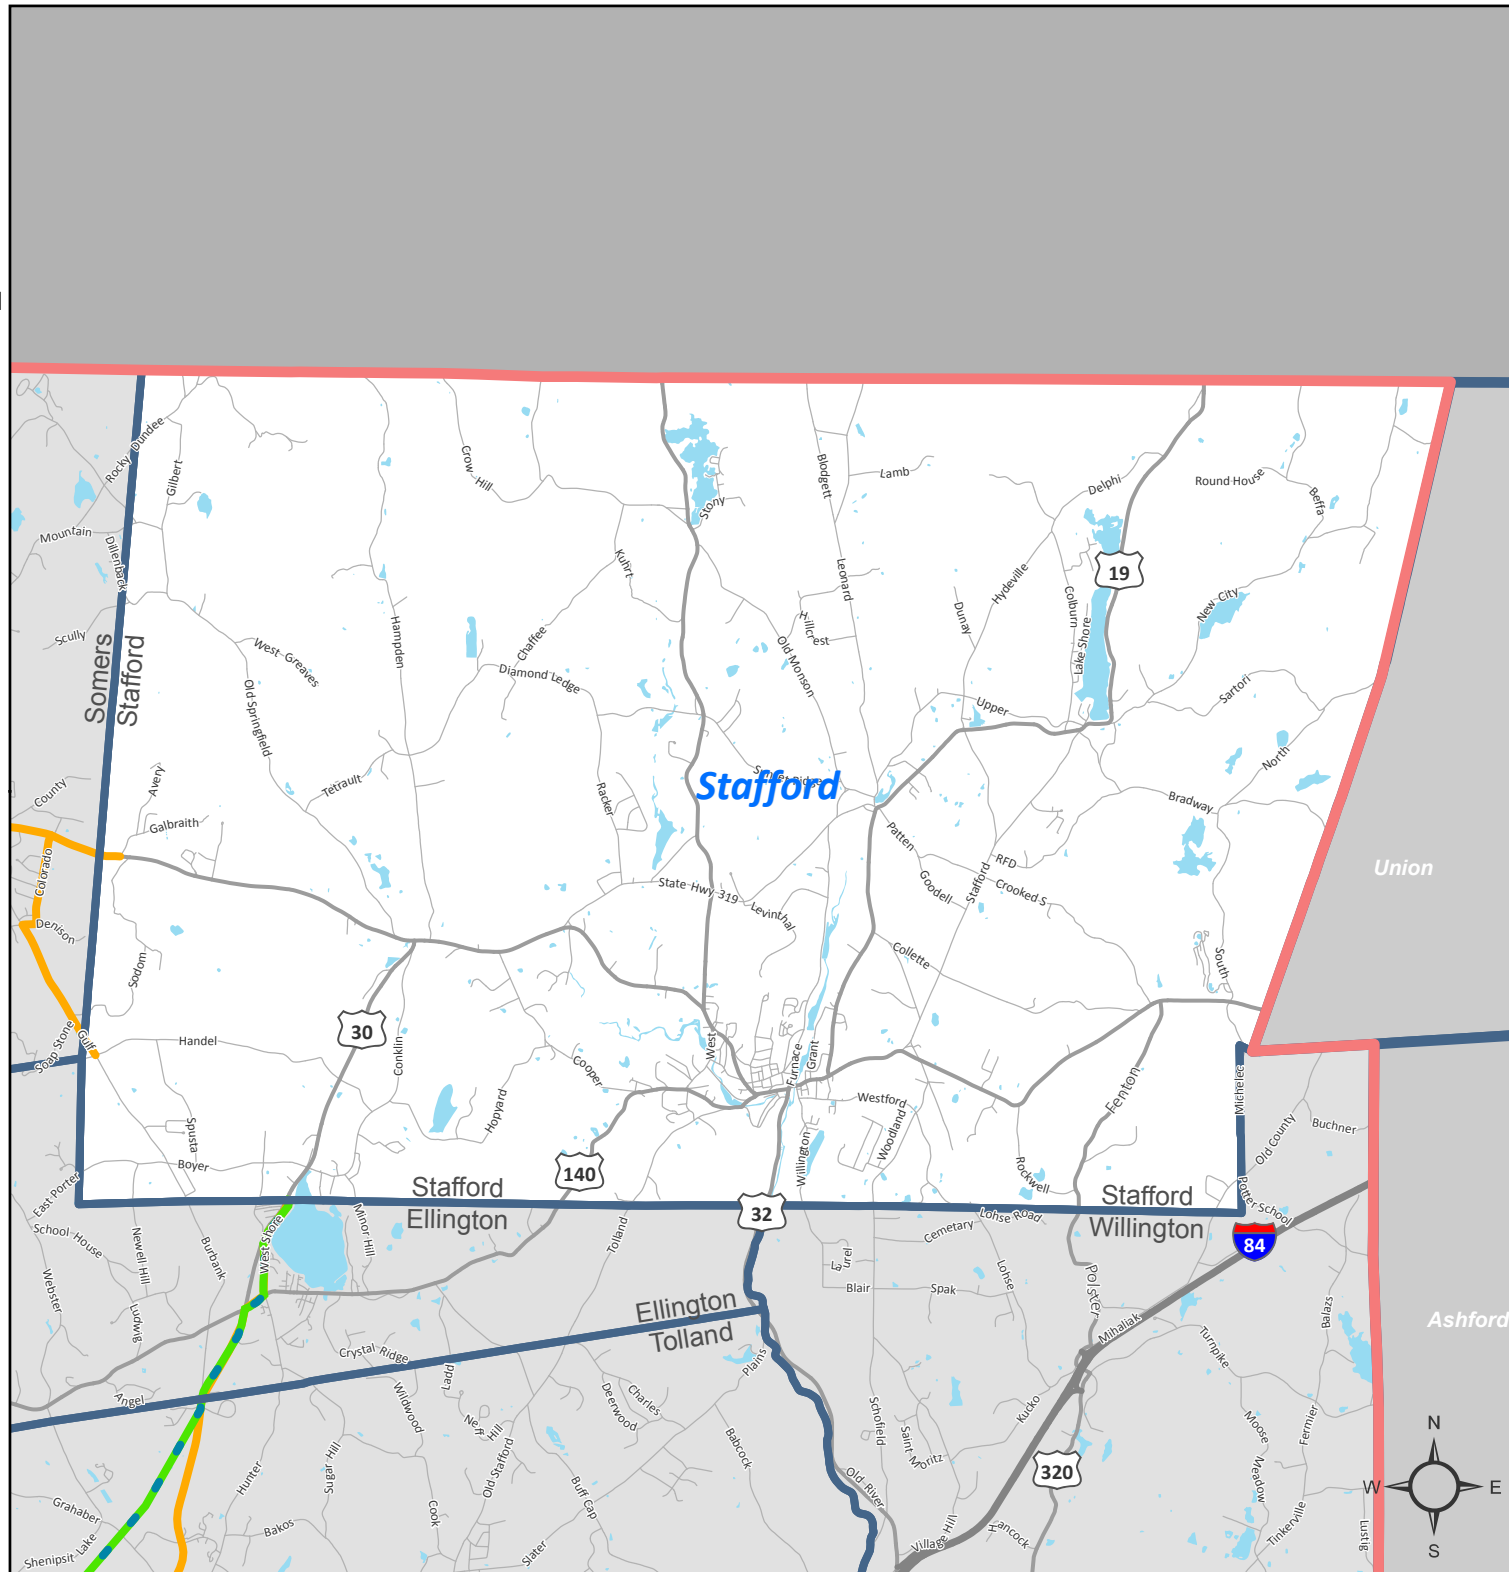 Rocky Dundee
Gilbert
Crow Hill
Stony
Blodgett
Lamb
Delphi
Round House
Beffa
Mountain
Dillenback
Kuhrt
Leonard
19
Hydeville
Colburn
Dunay
New City
Scully
Somers
Stafford
West Greaves
Hampden
Chaffee
Hillcrest
Old Monson
Lake Shore
Diamond Ledge
Old Springfield
Upper
Sartori
North
County
Avery
Tetrault
Racker
Stafford
Bradway
Galbraith
Patten
RFD
Union
Colorado
State Hwy 319
Levinthal
Goodell
Stafford
Crooked S
Denison
Sodom
Collette
South
Soap Stone
Gulf
Handel
30
Conklin
West
Furnace
Grant
Cooper
Fenton
Michelec
Hopyard
Westford
Woodland
Old County
Buchner
Spusta
Boyer
140
Willington
Rockwell
East Porter
Stafford
Ellington
32
Stafford
Willington
Potter School
School House
Newell Hill
Burbank
West Shore
Minor Hill
Tolland
Cemetary
Lohse Road
84
Webster
Ludwig
Laurel
Blair
Spak
Lohse
Polster
Ellington
Tolland
Mihaliak
Turnpike
Balazs
Ashford
Crystal Ridge
Ladd
Plains
Angel
Wildwood
Neff Hill
Deerwood
Charles
Babcock
Schofield
Saint Moritz
Kucko
Moose Meadow
Fermier
N
W
E
S
Hunter
Sugar Hill
Old Stafford
Buff Cap
Old River
320
Grahaber
Bakos
Cook
Slater
Shenipsit Lake
Village Hill
Hancock
Tinkerville
Lustig